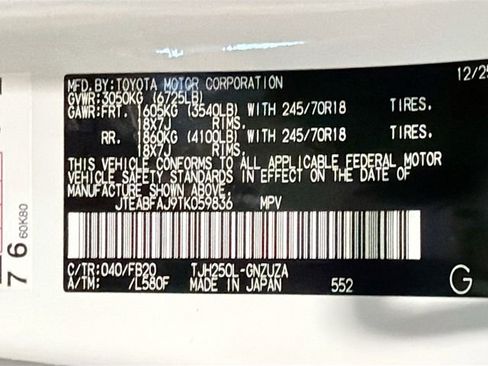 MFD.BY:TOYOTA MOTOR CORPORATION 12/25
GVWR:3050KG (6725LB)
GAWR:FRT. 1605KG (3540LB) WITH 245/70R18 TIRES.
18X7J RIMS.
RR. 1860KG (4100LB) WITH 245/70R18 TIRES.
18X7J RIMS.
THIS VEHICLE CONFORMS TO ALL APPLICABLE FEDERAL MOTOR
VEHICLE SAFETY STANDARDS IN EFFECT ON THE DATE OF
MANUFACTURE SHOWN ABOVE.
JTEABFAJ9TK059836 MPV
C/TR:040/FB20 TJH250L-GNZUZA
A/TM: /L580F MADE IN JAPAN 552 G
76 60K80